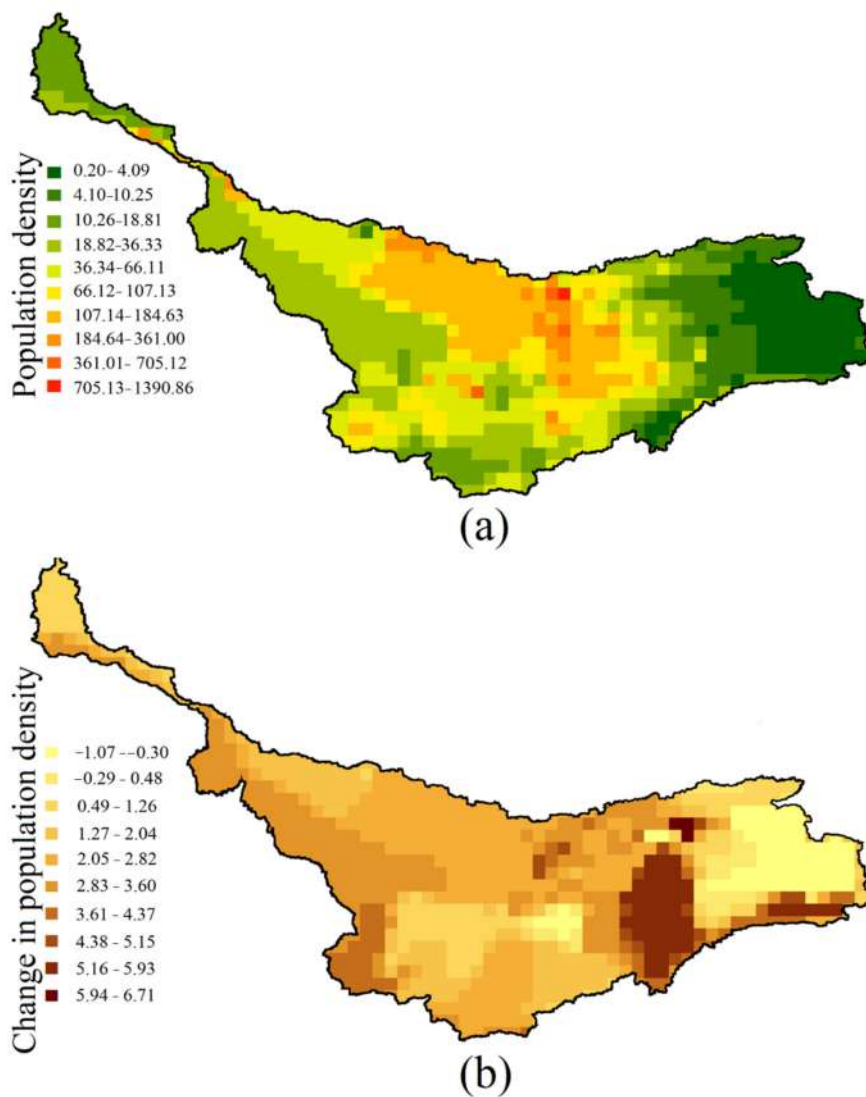 Population density
0.20 - 4.09
4.10 -10.25
10.26 -18.81
18.82 -36.33
36.34 -66.11
66.12 - 107.13
107.14 - 184.63
184.64 - 361.00
361.01 - 705.12
705.13 - 1390.86
(a)
Change in population density
-1.07 --0.30
-0.29 - 0.48
0.49 - 1.26
1.27 - 2.04
2.05 - 2.82
2.83 - 3.60
3.61 - 4.37
4.38 - 5.15
5.16 - 5.93
5.94 - 6.71
(b)